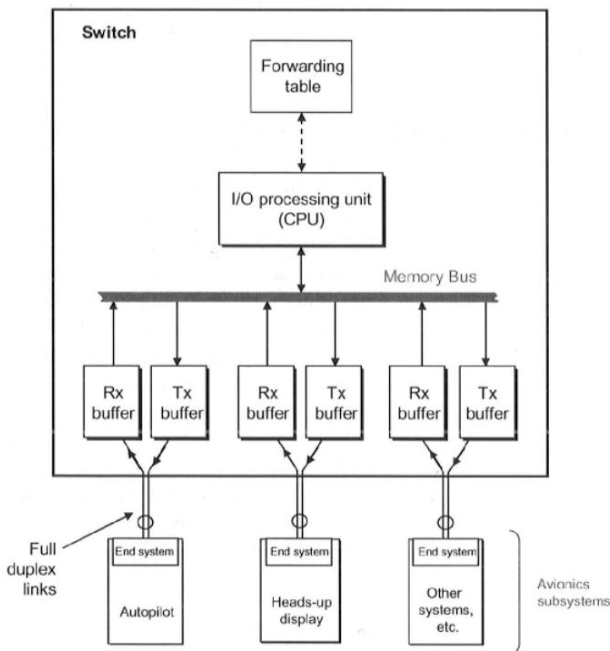 Switch
Forwarding
table
I/O processing unit
(CPU)
Memory Bus
Rx
buffer
Tx
buffer
Rx
buffer
Tx
buffer
Rx
buffer
Tx
buffer
Full
duplex
links
End system
Autopilot
End system
Heads-up
display
End system
Other
systems,
etc.
Avionics
subsystems